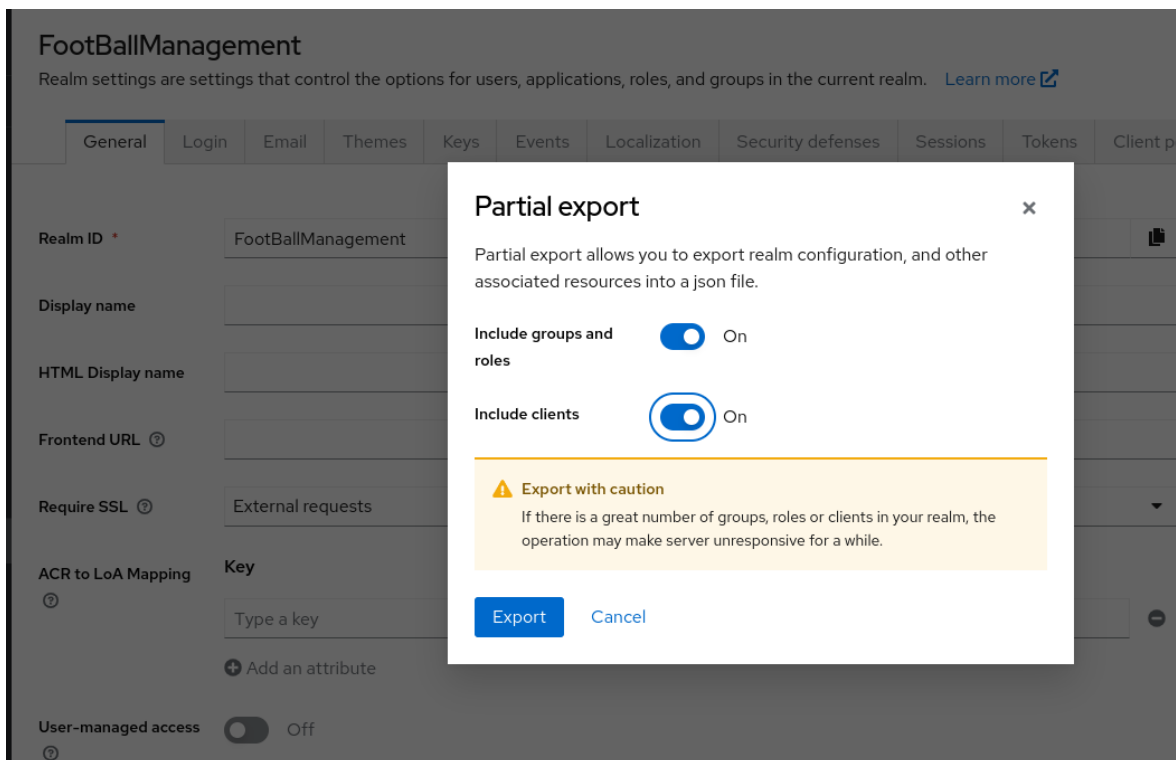 FootBallManagement
Realm settings are settings that control the options for users, applications, roles, and groups in the current realm. Learn more
General Login Email Themes Keys Events Localization Security defenses Sessions Tokens Client p
Partial export
Partial export allows you to export realm configuration, and other
associated resources into a json file.
Include groups and
roles
On
Include clients
On
Export with caution
If there is a great number of groups, roles or clients in your realm, the
operation may make server unresponsive for a while.
Export Cancel
Realm ID *
FootBallManagement
Display name
HTML Display name
Frontend URL
Require SSL
External requests
ACR to LoA Mapping
Key
Type a key
Add an attribute
User-managed access
Off